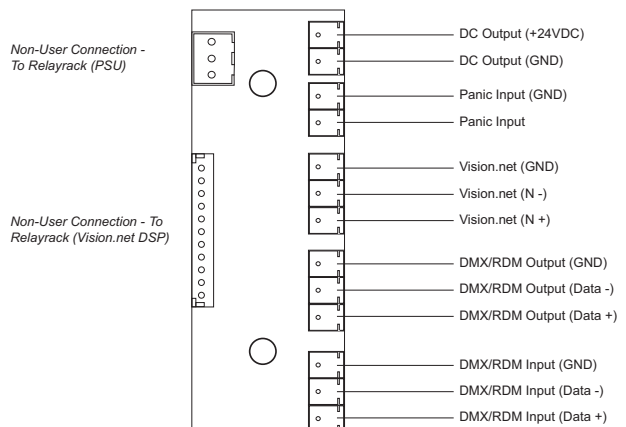 Non-User Connection -
To Relayrack (PSU)
Non-User Connection - To
Relayrack (Vision.net DSP)
DC Output (+24VDC)
DC Output (GND)
Panic Input (GND)
Panic Input
Vision.net (GND)
Vision.net (N -)
Vision.net (N +)
DMX/RDM Output (GND)
DMX/RDM Output (Data -)
DMX/RDM Output (Data +)
DMX/RDM Input (GND)
DMX/RDM Input (Data -)
DMX/RDM Input (Data +)